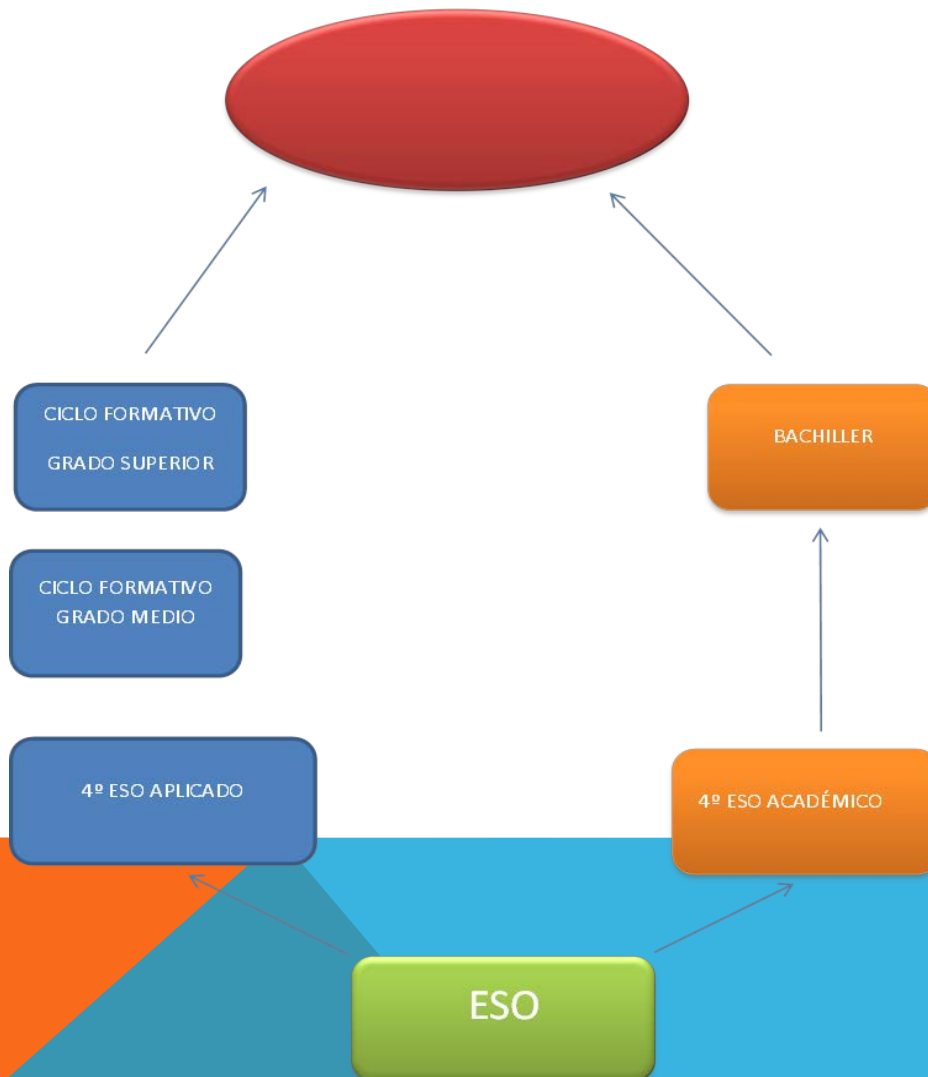 CICLO FORMATIVO
GRADO SUPERIOR
BACHILLER
CICLO FORMATIVO
GRADO MEDIO
4º ESO APLICADO
4º ESO ACADÉMICO
ESO